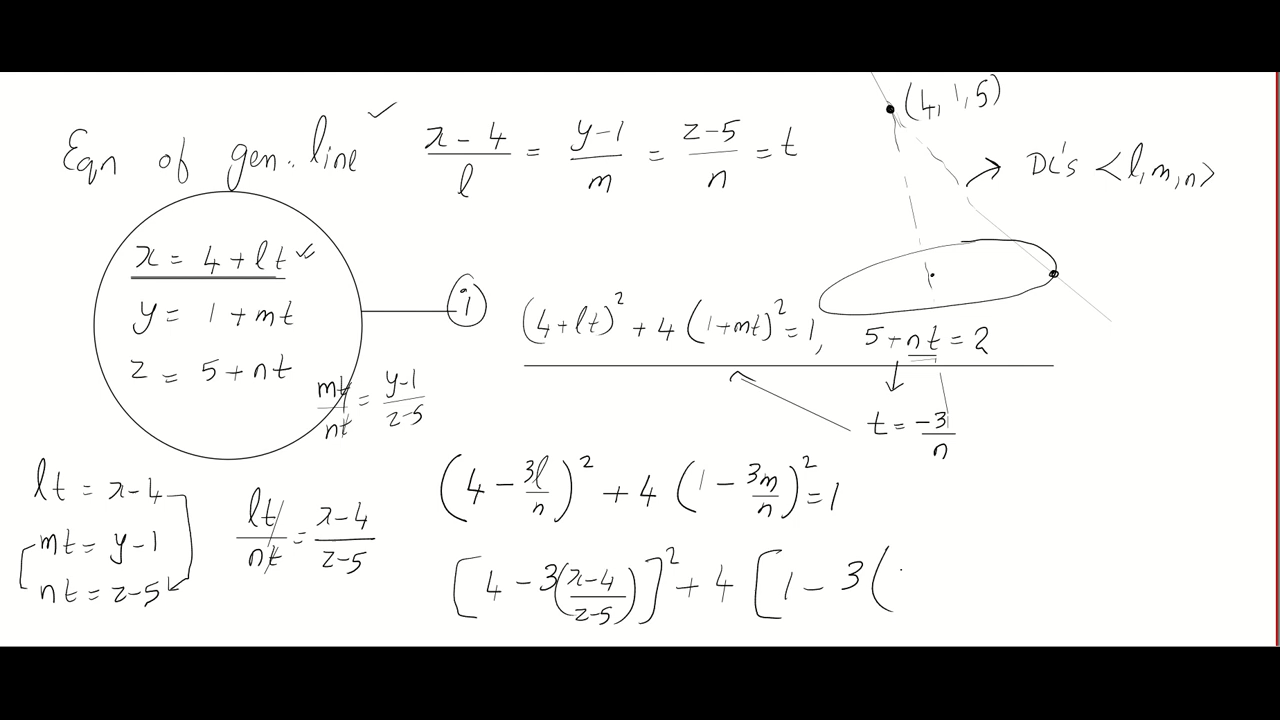 Eqn of gen. line ✓ (x-4)/l = (y-1)/m = (z-5)/n = t
(4, 1, 5)
→ DC's <l, m, n>
x = 4 + lt ✓
y = 1 + mt
z = 5 + nt
i
(4+lt)² + 4(1+mt)² = 1, 5+nt = 2
t = -3/n
mt/nt = (y-1)/(z-5)
lt = x-4
mt = y-1
nt = z-5
lt/nt = (x-4)/(z-5)
(4 - 3l/n)² + 4(1 - 3m/n)² = 1
[4 - 3((x-4)/(z-5))]² + 4[1 - 3(